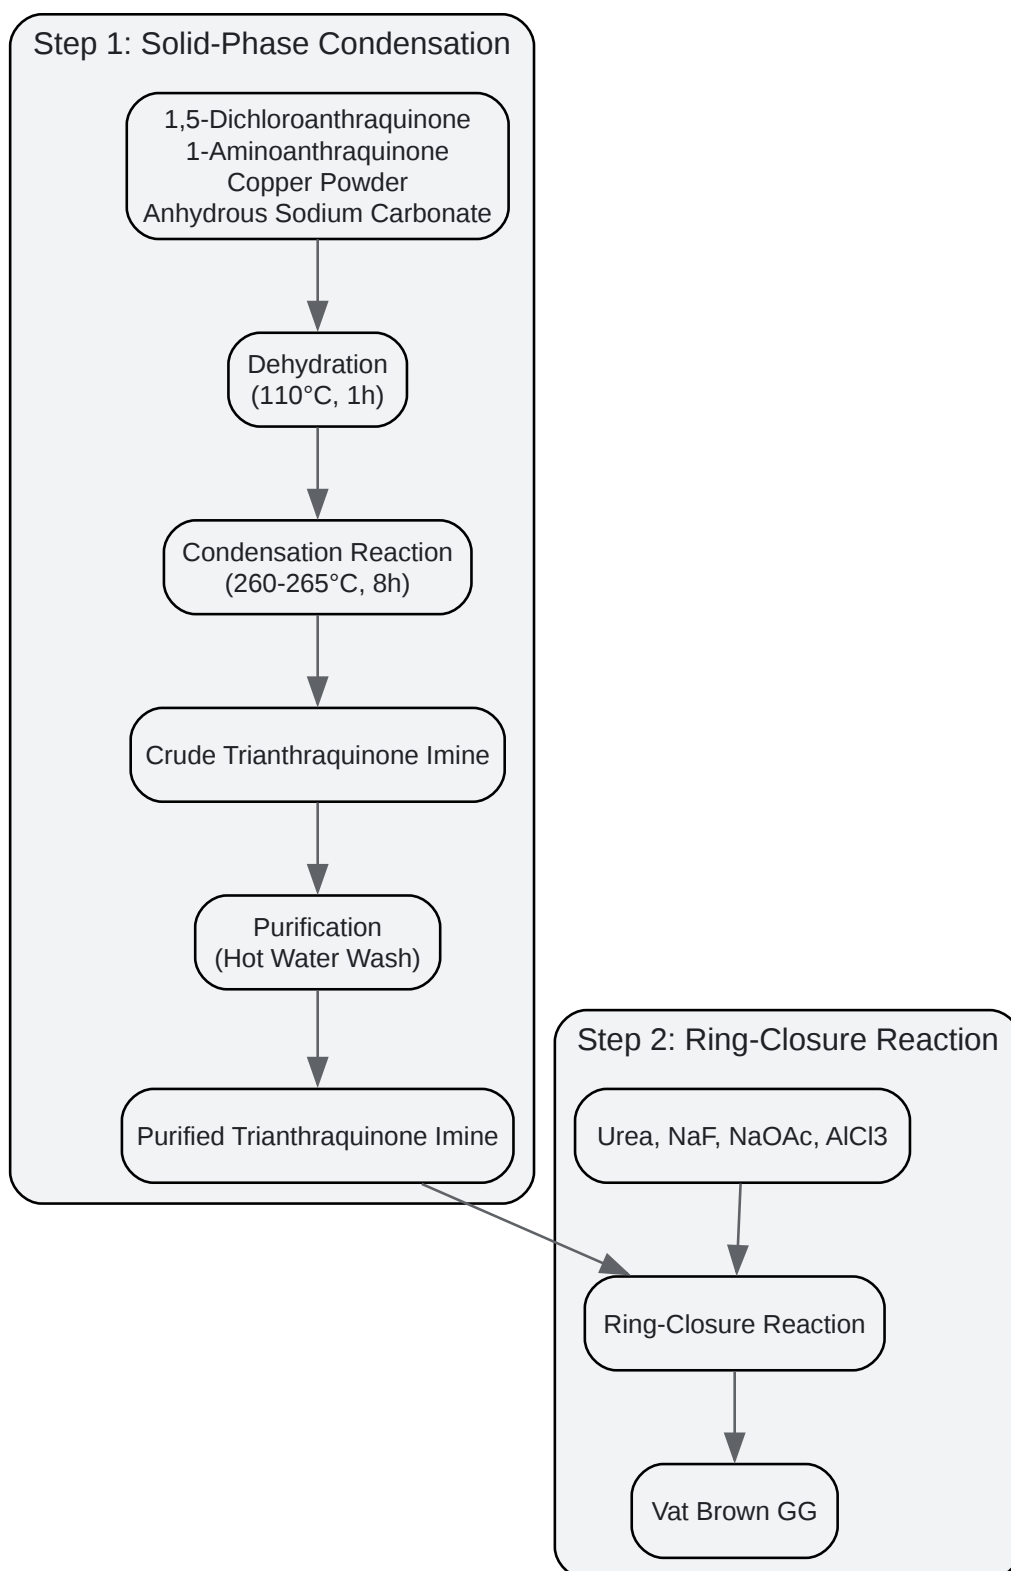 Step 1: Solid-Phase Condensation
1,5-Dichloroanthraquinone
1-Aminoanthraquinone
Copper Powder
Anhydrous Sodium Carbonate
Dehydration
(110°C, 1h)
Condensation Reaction
(260-265°C, 8h)
Crude Trianthraquinone Imine
Purification
(Hot Water Wash)
Purified Trianthraquinone Imine
Step 2: Ring-Closure Reaction
Urea, NaF, NaOAc, AlCl3
Ring-Closure Reaction
Vat Brown GG